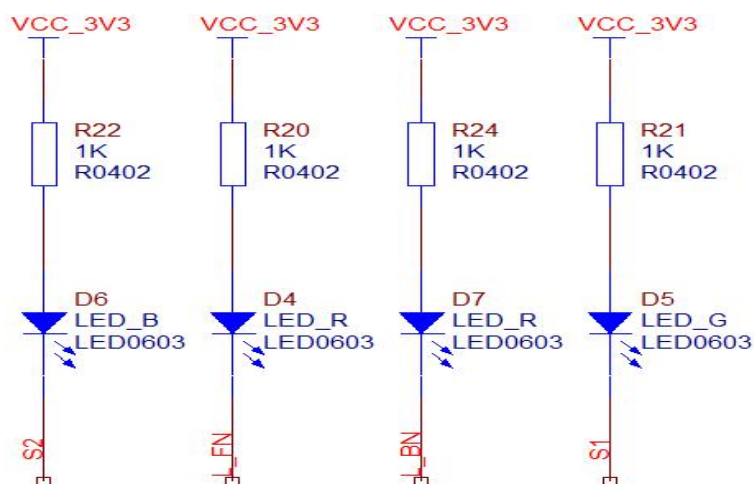 VCC_3V3 VCC_3V3 VCC_3V3 VCC_3V3
R22 R20 R24 R21
1K 1K 1K 1K
R0402 R0402 R0402 R0402
D6 D4 D7 D5
LED_B LED_R LED_R LED_G
LED0603 LED0603 LED0603 LED0603
S2 L_FN L_BN S1